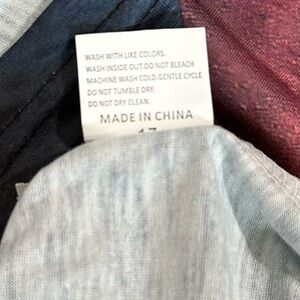 WASH WITH LIKE COLORS.
WASH INSIDE OUT.DO NOT BLEACH
MACHINE WASH COLD.GENTLE CYCLE
DO NOT TUMBLE DRY.
DO NOT DRY CLEAN.
MADE IN CHINA
17